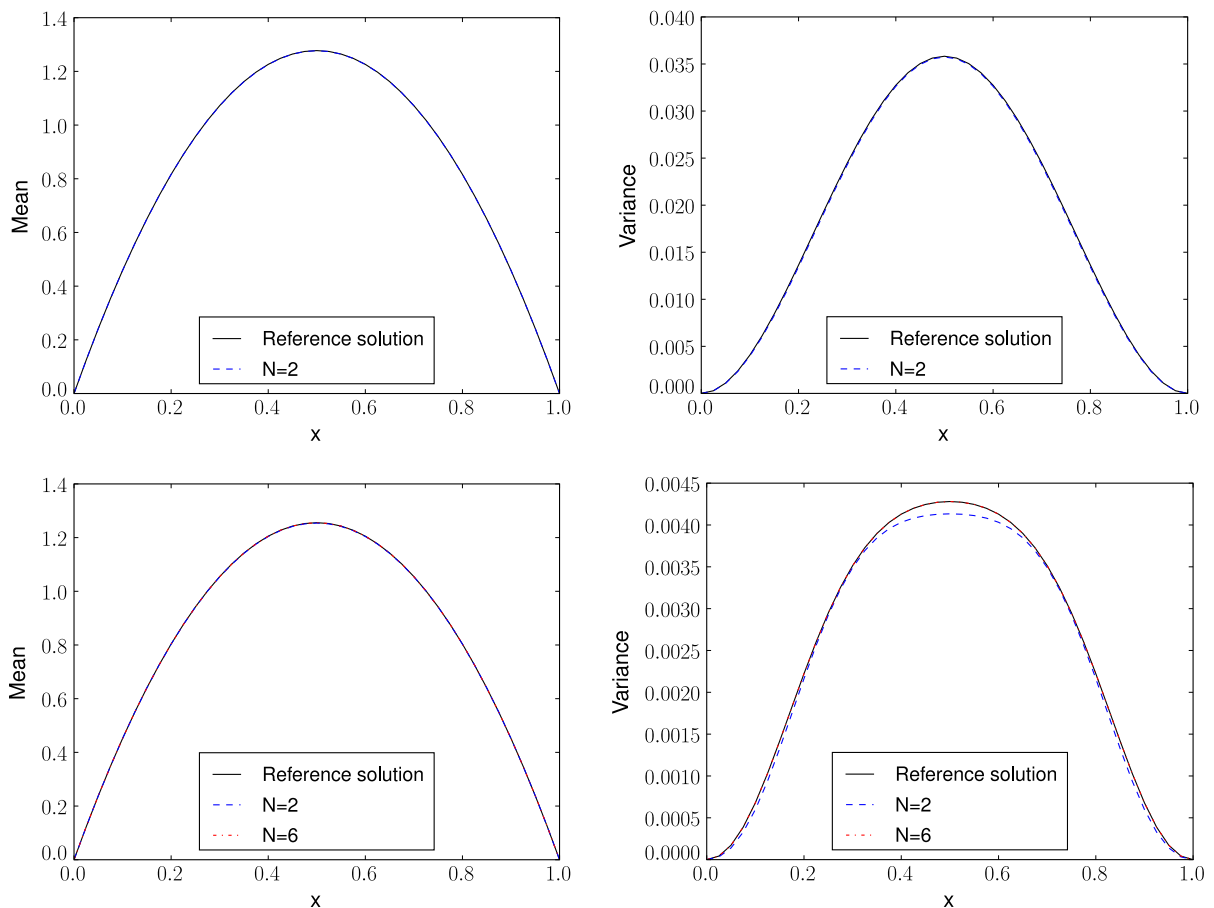 1.4
1.2
1.0
0.8
0.6
0.4
0.2
0.0
Mean
Reference solution
N=2
0.0 0.2 0.4 0.6 0.8 1.0
x
0.040
0.035
0.030
0.025
0.020
0.015
0.010
0.005
0.000
Variance
Reference solution
N=2
0.0 0.2 0.4 0.6 0.8 1.0
x
1.4
1.2
1.0
0.8
0.6
0.4
0.2
0.0
Mean
Reference solution
N=2
N=6
0.0 0.2 0.4 0.6 0.8 1.0
x
0.0045
0.0040
0.0035
0.0030
0.0025
0.0020
0.0015
0.0010
0.0005
0.0000
Variance
Reference solution
N=2
N=6
0.0 0.2 0.4 0.6 0.8 1.0
x